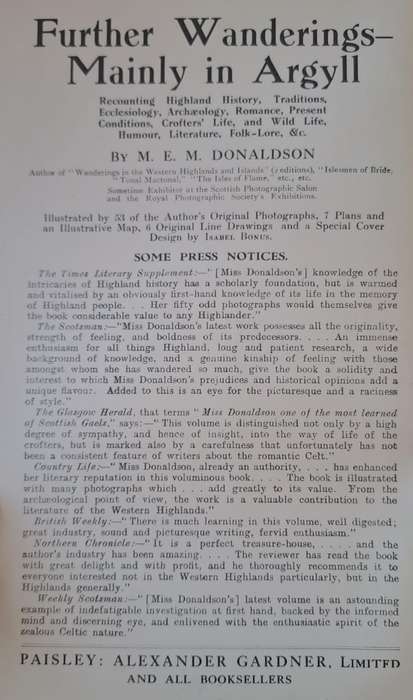 Further Wanderings—
Mainly in Argyll
Recounting Highland History, Traditions,
Ecclesiology, Archæology, Romance, Present
Conditions, Crofters' Life, and Wild Life,
Humour, Literature, Folk-Lore, &c.
BY M. E. M. DONALDSON
Author of "Wanderings in the Western Highlands and Islands" (2 editions), "Islesmen of Bride,"
"Tonal Mactonal," "The Isles of Flame," etc., etc.
Sometime Exhibitor at the Scottish Photographic Salon
and the Royal Photographic Society's Exhibitions.
Illustrated by 53 of the Author's Original Photographs, 7 Plans and
an Illustrative Map, 6 Original Line Drawings and a Special Cover
Design by ISABEL BONUS.
SOME PRESS NOTICES.
The Times Literary Supplement:—"[Miss Donaldson's] knowledge of the
intricacies of Highland history has a scholarly foundation, but is warmed
and vitalised by an obviously first-hand knowledge of its life in the memory
of Highland people. . . Her fifty odd photographs would themselves give
the book considerable value to any Highlander."
The Scotsman:—"Miss Donaldson's latest work possesses all the originality,
strength of feeling, and boldness of its predecessors. . . . An immense
enthusiasm for all things Highland, long and patient research, a wide
background of knowledge, and a genuine kinship of feeling with those
amongst whom she has wandered so much, give the book a solidity and
interest to which Miss Donaldson's prejudices and historical opinions add a
unique flavour. Added to this is an eye for the picturesque and a raciness
of style."
The Glasgow Herald, that terms "Miss Donaldson one of the most learned
of Scottish Gaels," says:—"This volume is distinguished not only by a high
degree of sympathy, and hence of insight, into the way of life of the
crofters, but is marked also by a carefulness that unfortunately has not
been a consistent feature of writers about the romantic Celt."
Country Life:—"Miss Donaldson, already an authority, . . . has enhanced
her literary reputation in this voluminous book. . . . The book is illustrated
with many photographs which . . . add greatly to its value. From the
archæological point of view, the work is a valuable contribution to the
literature of the Western Highlands."
British Weekly:—"There is much learning in this volume, well digested;
great industry, sound and picturesque writing, fervid enthusiasm."
Northern Chronicle:—"It is a perfect treasure-house, . . . and the
author's industry has been amazing. . . . The reviewer has read the book
with great delight and with profit, and he thoroughly recommends it to
everyone interested not in the Western Highlands particularly, but in the
Highlands generally."
Weekly Scotsman:—"[Miss Donaldson's] latest volume is an astounding
example of indefatigable investigation at first hand, backed by the informed
mind and discerning eye, and enlivened with the enthusiastic spirit of the
zealous Celtic nature."
PAISLEY: ALEXANDER GARDNER, LIMITED
AND ALL BOOKSELLERS